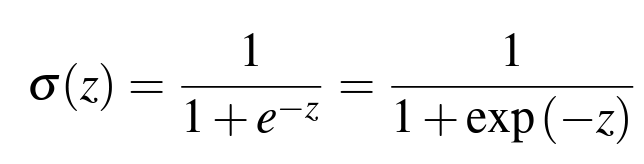 σ(z) = 1 / (1 + e^{−z}) = 1 / (1 + exp(−z))